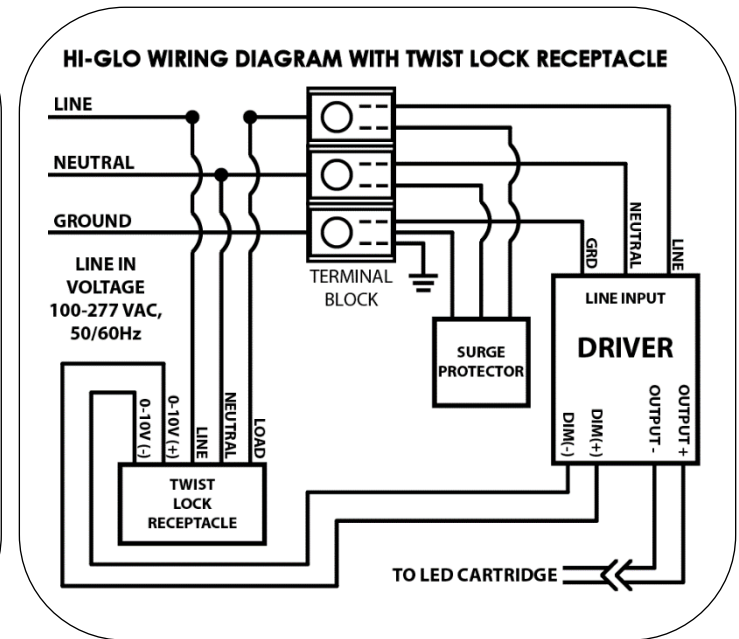 HI-GLO WIRING DIAGRAM WITH TWIST LOCK RECEPTACLE
LINE
NEUTRAL
GROUND
LINE IN
VOLTAGE
100-277 VAC,
50/60Hz
TERMINAL
BLOCK
GRD
NEUTRAL
LINE
LINE INPUT
DRIVER
DIM(-)
DIM(+)
OUTPUT -
OUTPUT +
SURGE
PROTECTOR
0-10V (-)
0-10V (+)
LINE
NEUTRAL
LOAD
TWIST
LOCK
RECEPTACLE
TO LED CARTRIDGE